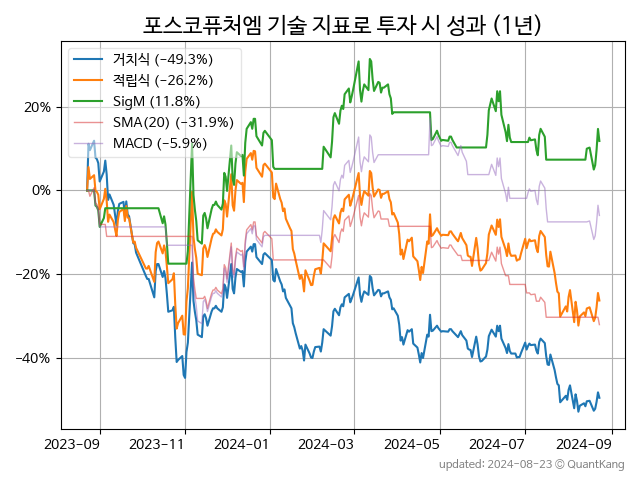 포스코퓨처엠 기술 지표로 투자 시 성과 (1년)
거치식 (−49.3%)
적립식 (−26.2%)
SigM (11.8%)
SMA(20) (−31.9%)
MACD (−5.9%)
20%
0%
−20%
−40%
2023-09 2023-11 2024-01 2024-03 2024-05 2024-07 2024-09
updated: 2024-08-23 © QuantKang